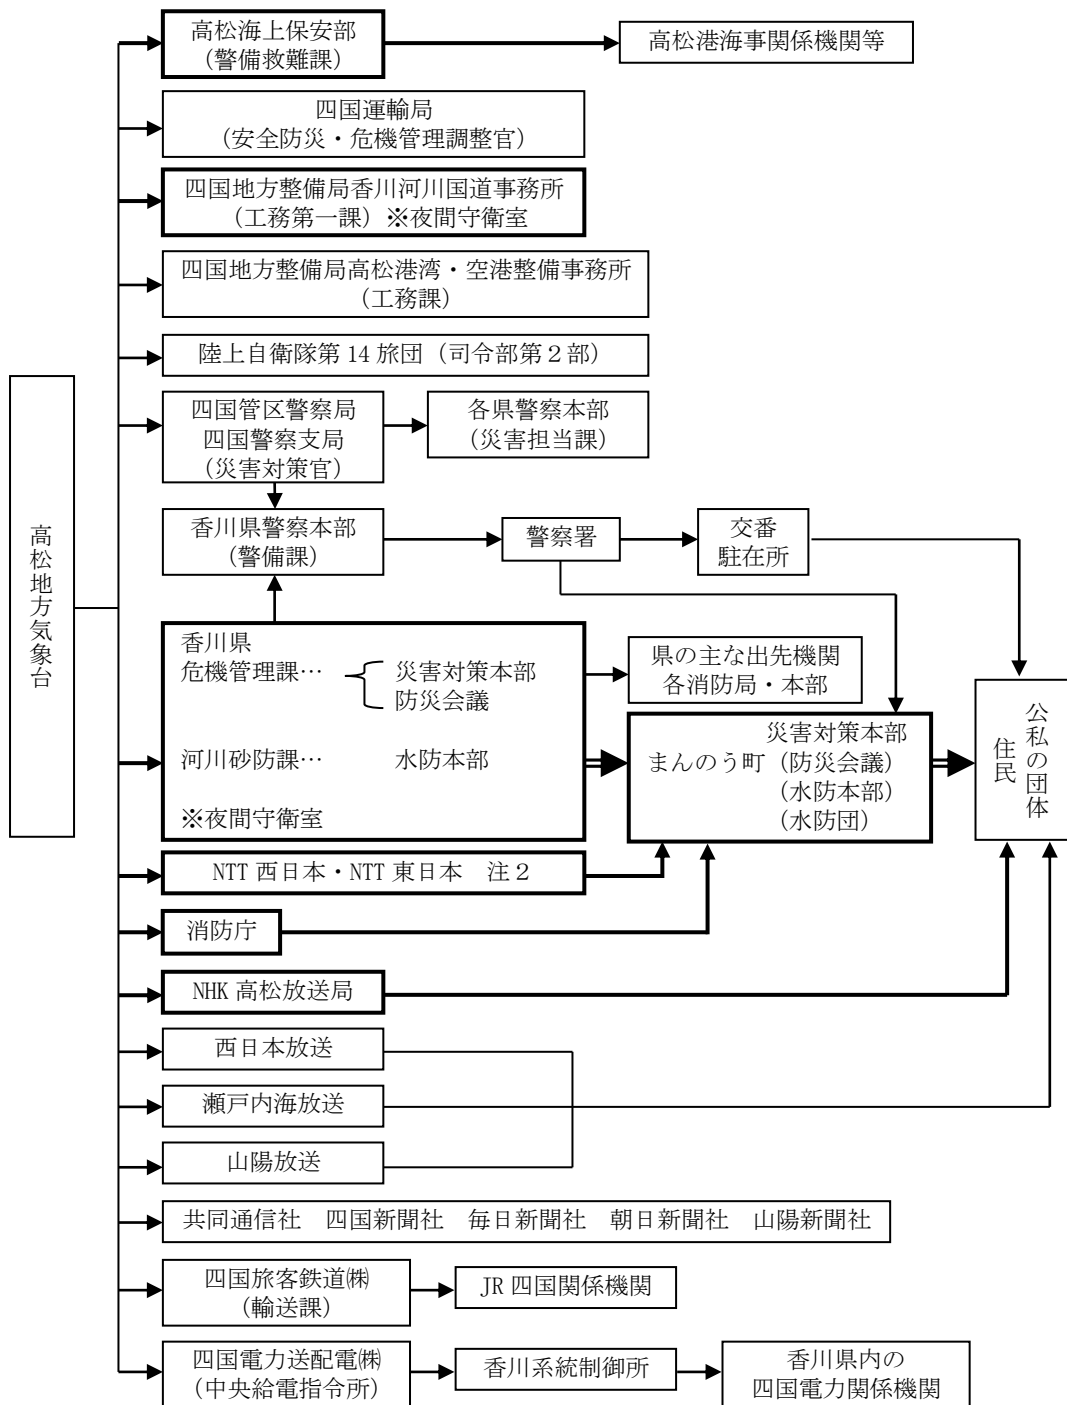 高松海上保安部
(警備救難課)
高松港海事関係機関等
四国運輸局
(安全防災・危機管理調整官)
四国地方整備局香川河川国道事務所
(工務第一課)※夜間守衛室
四国地方整備局高松港湾・空港整備事務所
(工務課)
陸上自衛隊第14旅団(司令部第2部)
高松地方気象台
四国管区警察局
四国警察支局
(災害対策官)
各県警察本部
(災害担当課)
香川県警察本部
(警備課)
警察署
交番
駐在所
香川県
危機管理課… 災害対策本部
防災会議
河川砂防課… 水防本部
※夜間守衛室
県の主な出先機関
各消防局・本部
災害対策本部
まんのう町(防災会議)
(水防本部)
(水防団)
公私の団体
住民
NTT西日本・NTT東日本 注2
消防庁
NHK高松放送局
西日本放送
瀬戸内海放送
山陽放送
共同通信社 四国新聞社 毎日新聞社 朝日新聞社 山陽新聞社
四国旅客鉄道㈱
(輸送課)
JR四国関係機関
四国電力送配電㈱
(中央給電指令所)
香川系統制御所
香川県内の
四国電力関係機関